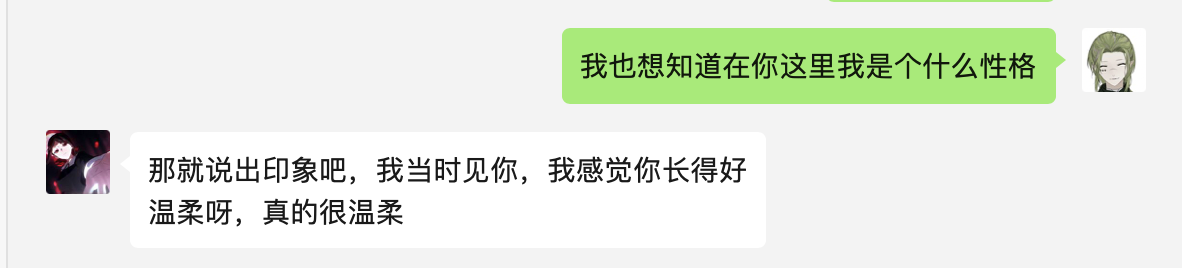 我也想知道在你这里我是个什么性格
那就说出印象吧，我当时见你，我感觉你长得好
温柔呀，真的很温柔